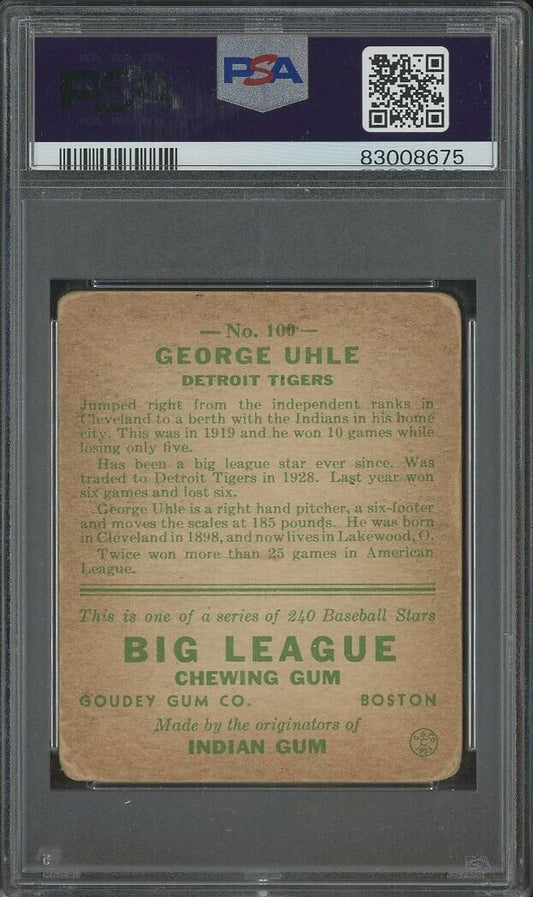 PSA
PSA
83008675
— No. 100 —
GEORGE UHLE
DETROIT TIGERS
Jumped right from the independent ranks in
Cleveland to a berth with the Indians in his home
city. This was in 1919 and he won 10 games while
losing only five.
Has been a big league star ever since. Was
traded to Detroit Tigers in 1928. Last year won
six games and lost six.
George Uhle is a right hand pitcher, a six-footer
and moves the scales at 185 pounds. He was born
in Cleveland in 1898, and now lives in Lakewood, O.
Twice won more than 25 games in American
League.
This is one of a series of 240 Baseball Stars
BIG LEAGUE
CHEWING GUM
GOUDEY GUM CO. BOSTON
Made by the originators of
INDIAN GUM
PSA